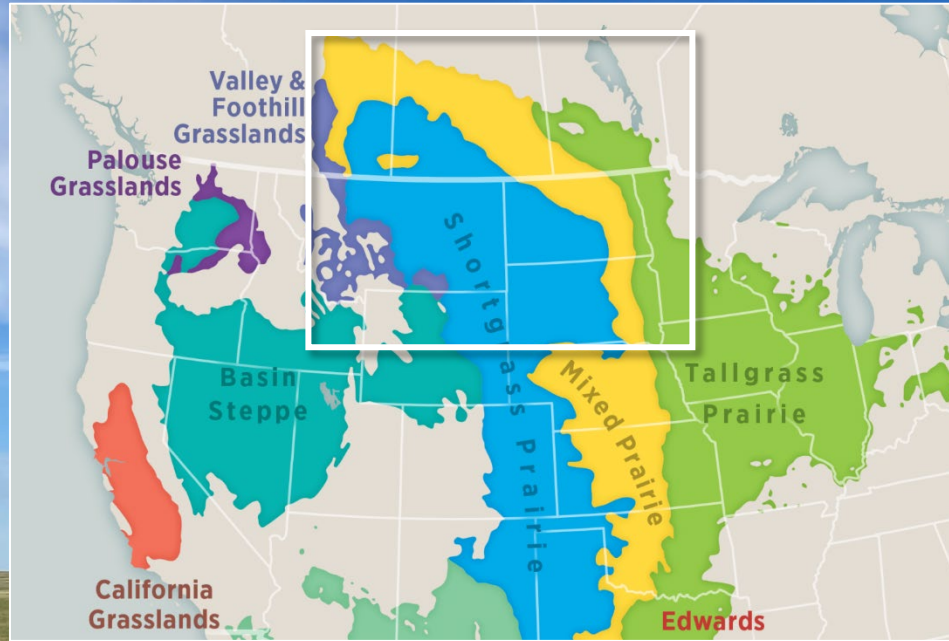 Valley &
Foothill
Grasslands
Palouse
Grasslands
Shortgrass Prairie
Basin
Steppe
Mixed Prairie
Tallgrass
Prairie
California
Grasslands
Edwards